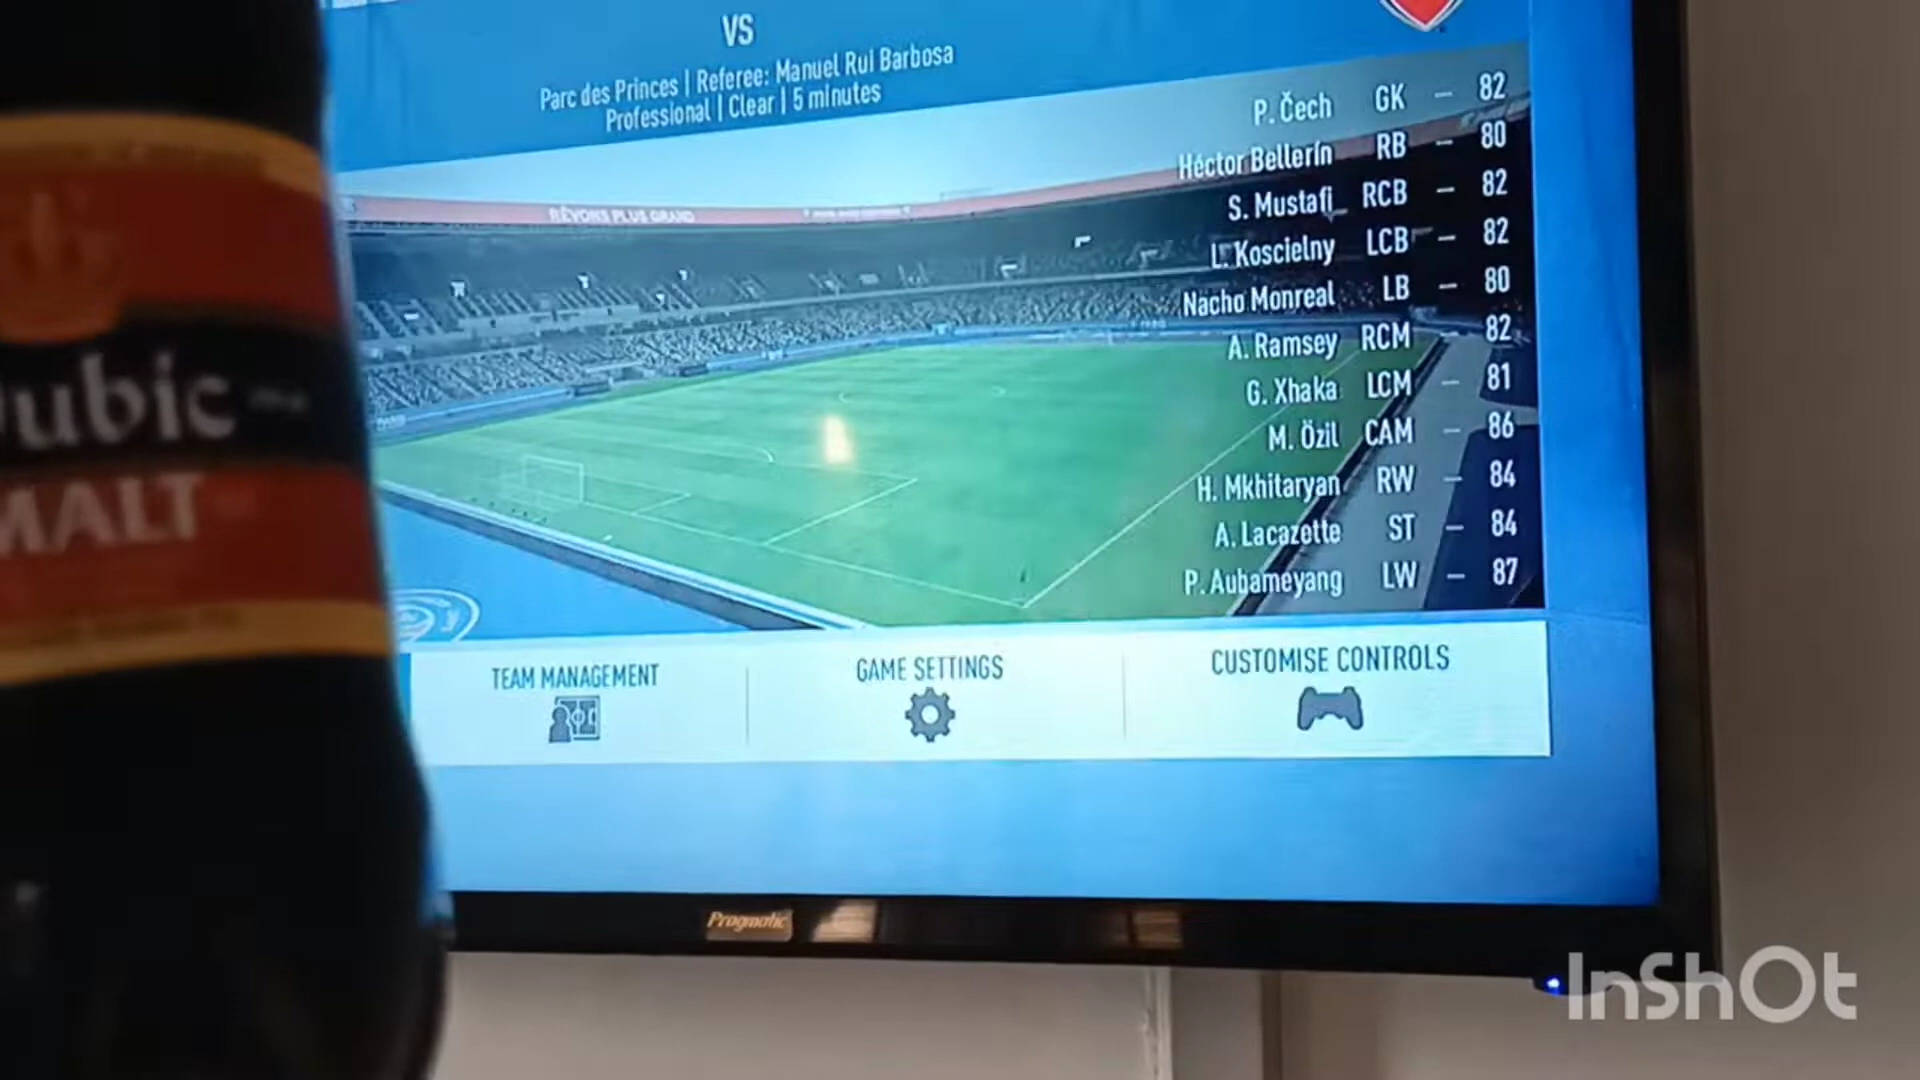 VS
Parc des Princes | Referee: Manuel Rui Barbosa
Professional | Clear | 5 minutes
P. Čech GK – 82
Héctor Bellerín RB – 80
S. Mustafi RCB – 82
L. Koscielny LCB – 82
Nacho Monreal LB – 80
A. Ramsey RCM – 82
G. Xhaka LCM – 81
M. Özil CAM – 86
H. Mkhitaryan RW – 84
A. Lacazette ST – 84
P. Aubameyang LW – 87
RÊVONS PLUS GRAND
ubic
MALT
TEAM MANAGEMENT
GAME SETTINGS
CUSTOMISE CONTROLS
Pragmatic
InShOt